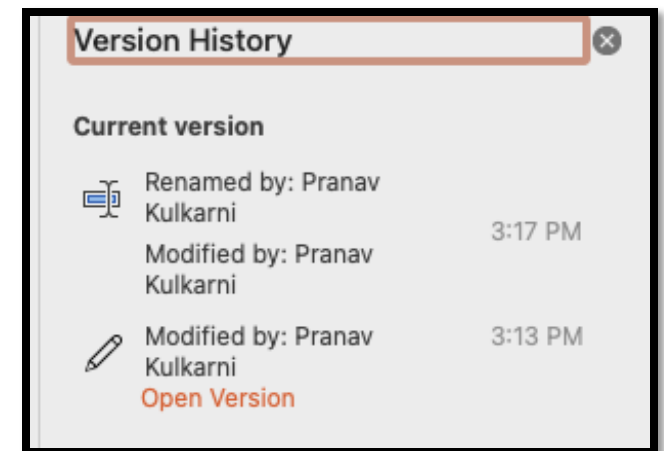 Version History
Current version
Renamed by: Pranav
Kulkarni
3:17 PM
Modified by: Pranav
Kulkarni
Modified by: Pranav
3:13 PM
Kulkarni
Open Version